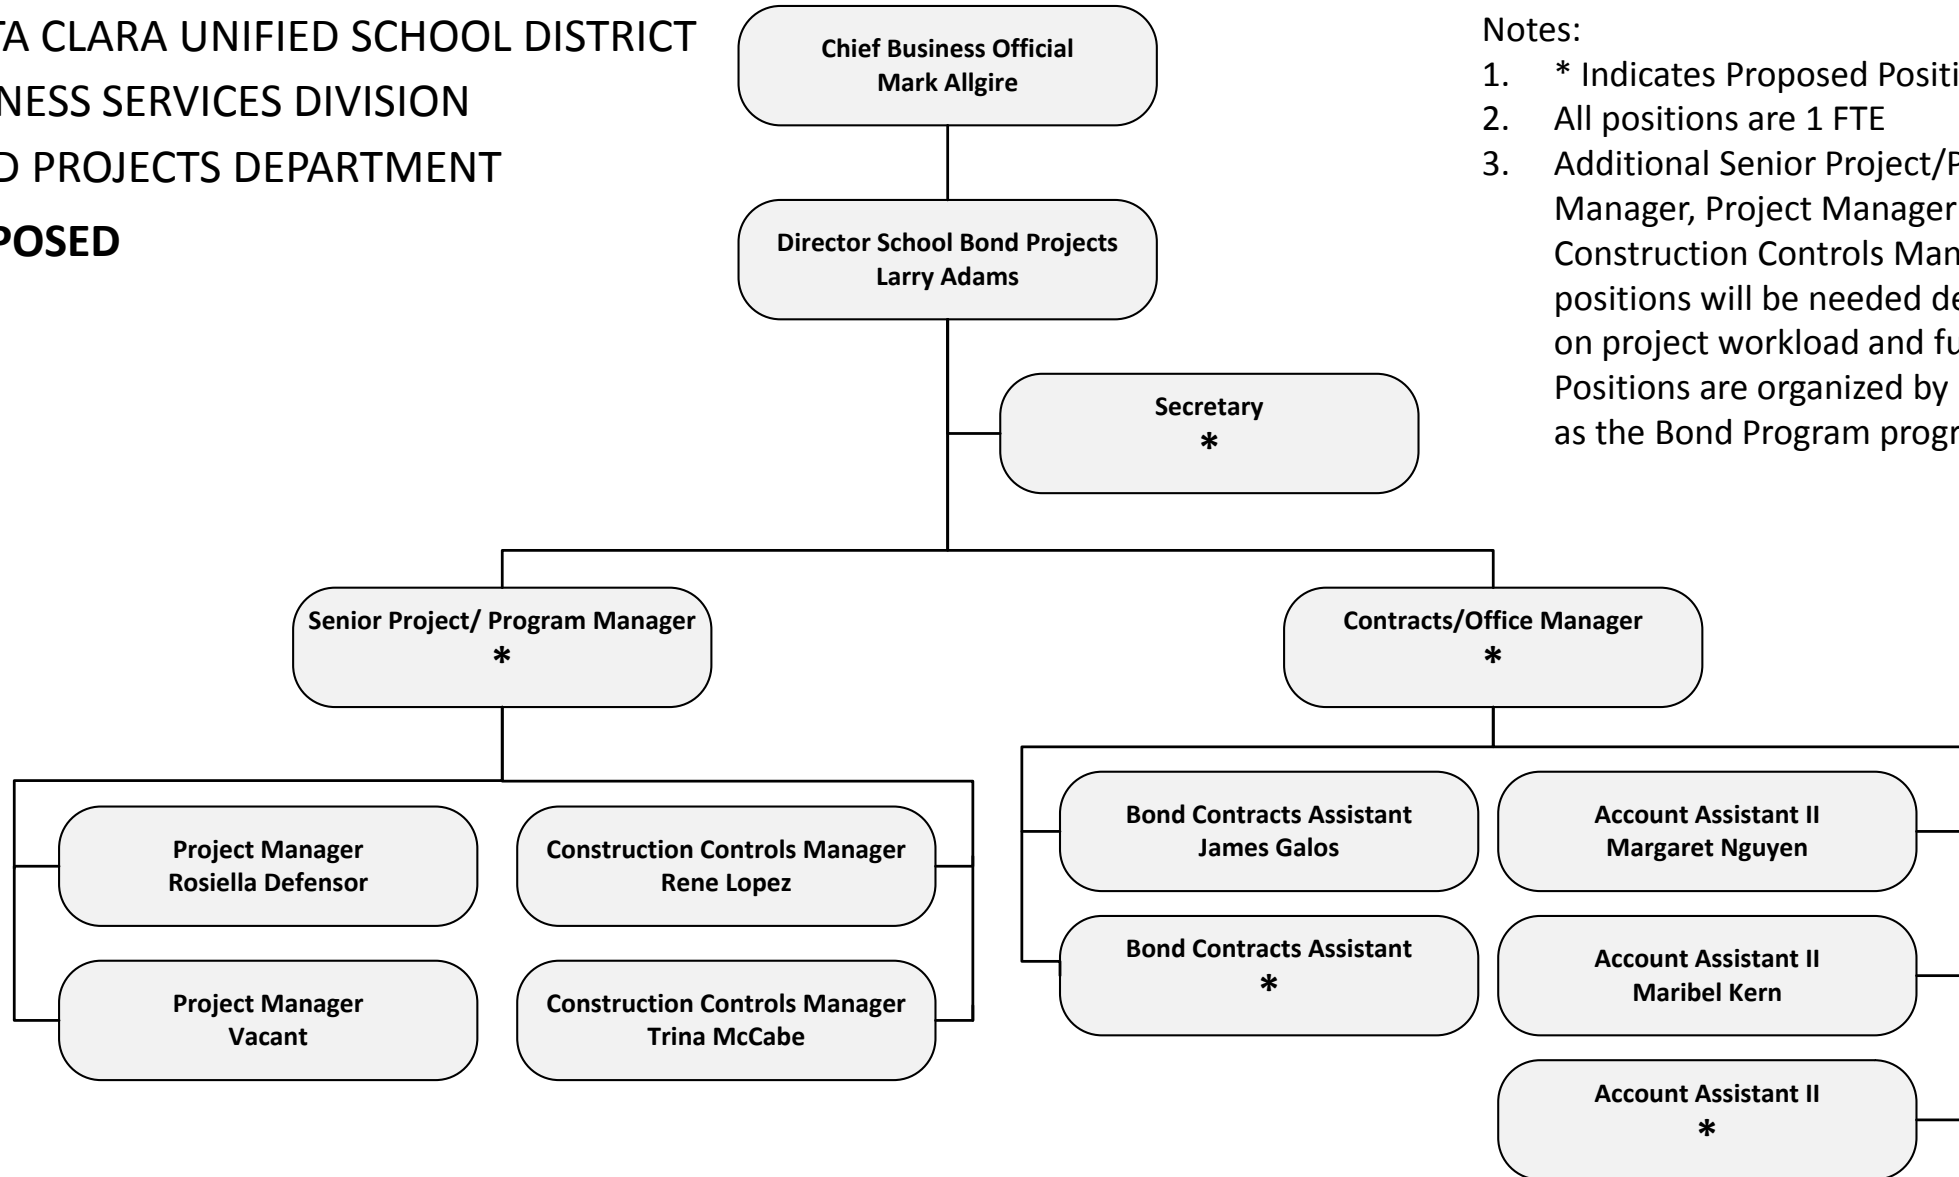 TA CLARA UNIFIED SCHOOL DISTRICT
NESS SERVICES DIVISION
D PROJECTS DEPARTMENT
POSED
Chief Business Official
Mark Allgire
Director School Bond Projects
Larry Adams
Notes:
1. * Indicates Proposed Positi
2. All positions are 1 FTE
3. Additional Senior Project/P
Manager, Project Manager
Construction Controls Man
positions will be needed de
on project workload and fu
Positions are organized by
as the Bond Program progr
Secretary
*
Senior Project/ Program Manager
*
Contracts/Office Manager
*
Project Manager
Rosiella Defensor
Construction Controls Manager
Rene Lopez
Project Manager
Vacant
Construction Controls Manager
Trina McCabe
Bond Contracts Assistant
James Galos
Account Assistant II
Margaret Nguyen
Bond Contracts Assistant
*
Account Assistant II
Maribel Kern
Account Assistant II
*